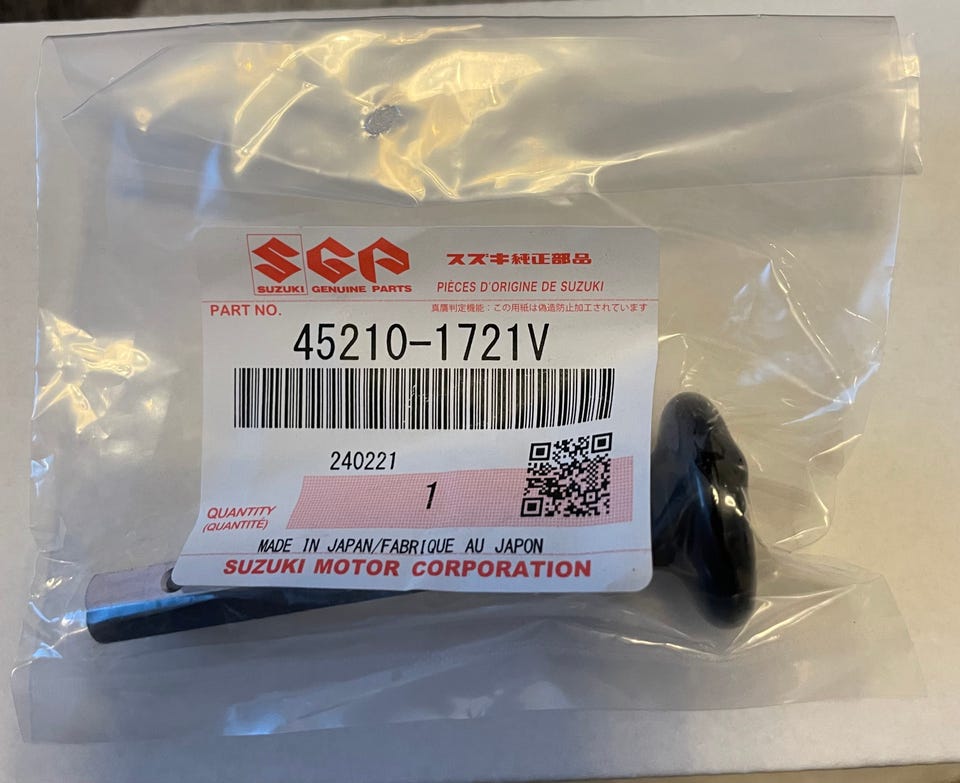 SGP
スズキ純正部品
SUZUKI GENUINE PARTS
PIÈCES D'ORIGINE DE SUZUKI
PART NO.
真贋判定機能：この用紙は偽造防止加工されています
45210-1721V
240221
1
QUANTITY
(QUANTITÉ)
MADE IN JAPAN/FABRIQUE AU JAPON
SUZUKI MOTOR CORPORATION